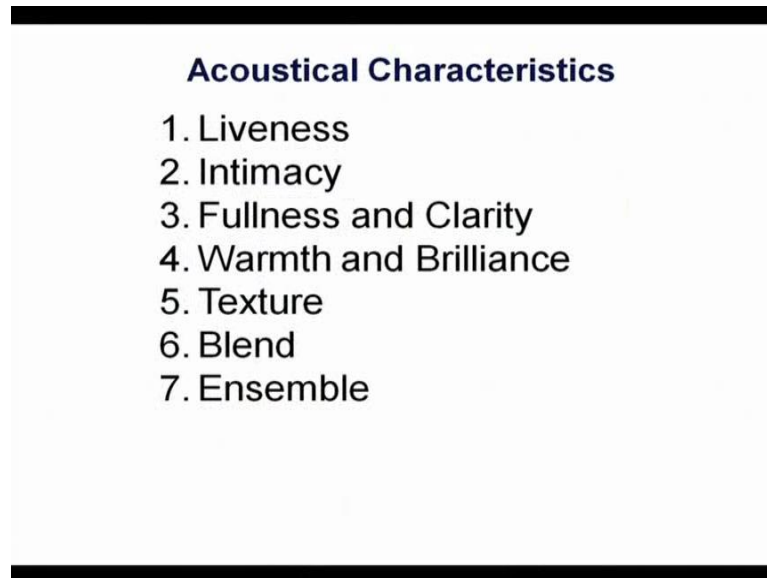 Acoustical Characteristics
1. Liveness
2. Intimacy
3. Fullness and Clarity
4. Warmth and Brilliance
5. Texture
6. Blend
7. Ensemble